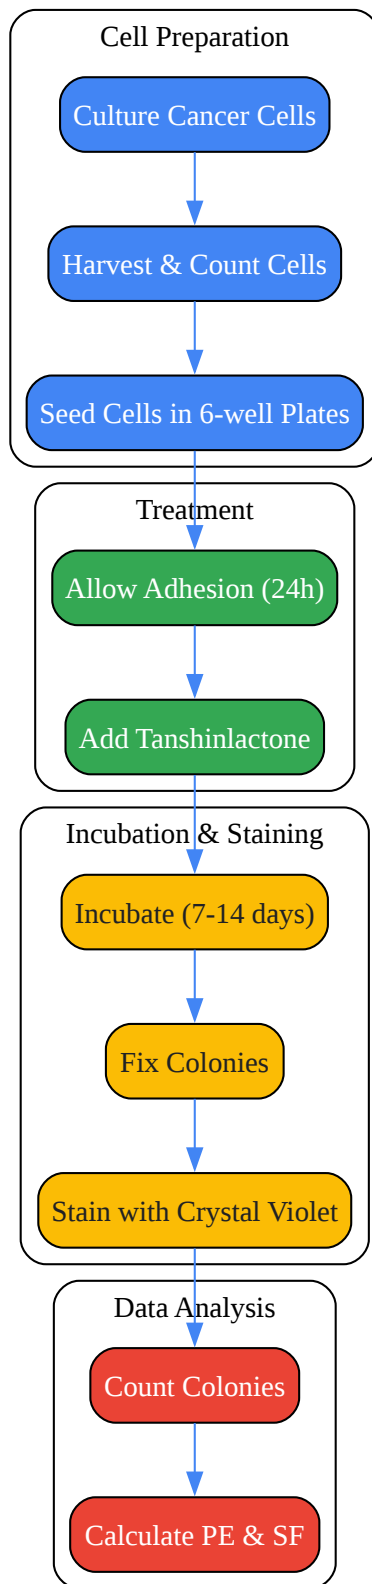 Cell Preparation
Culture Cancer Cells
Harvest & Count Cells
Seed Cells in 6-well Plates
Treatment
Allow Adhesion (24h)
Add Tanshinlactone
Incubation & Staining
Incubate (7-14 days)
Fix Colonies
Stain with Crystal Violet
Data Analysis
Count Colonies
Calculate PE & SF